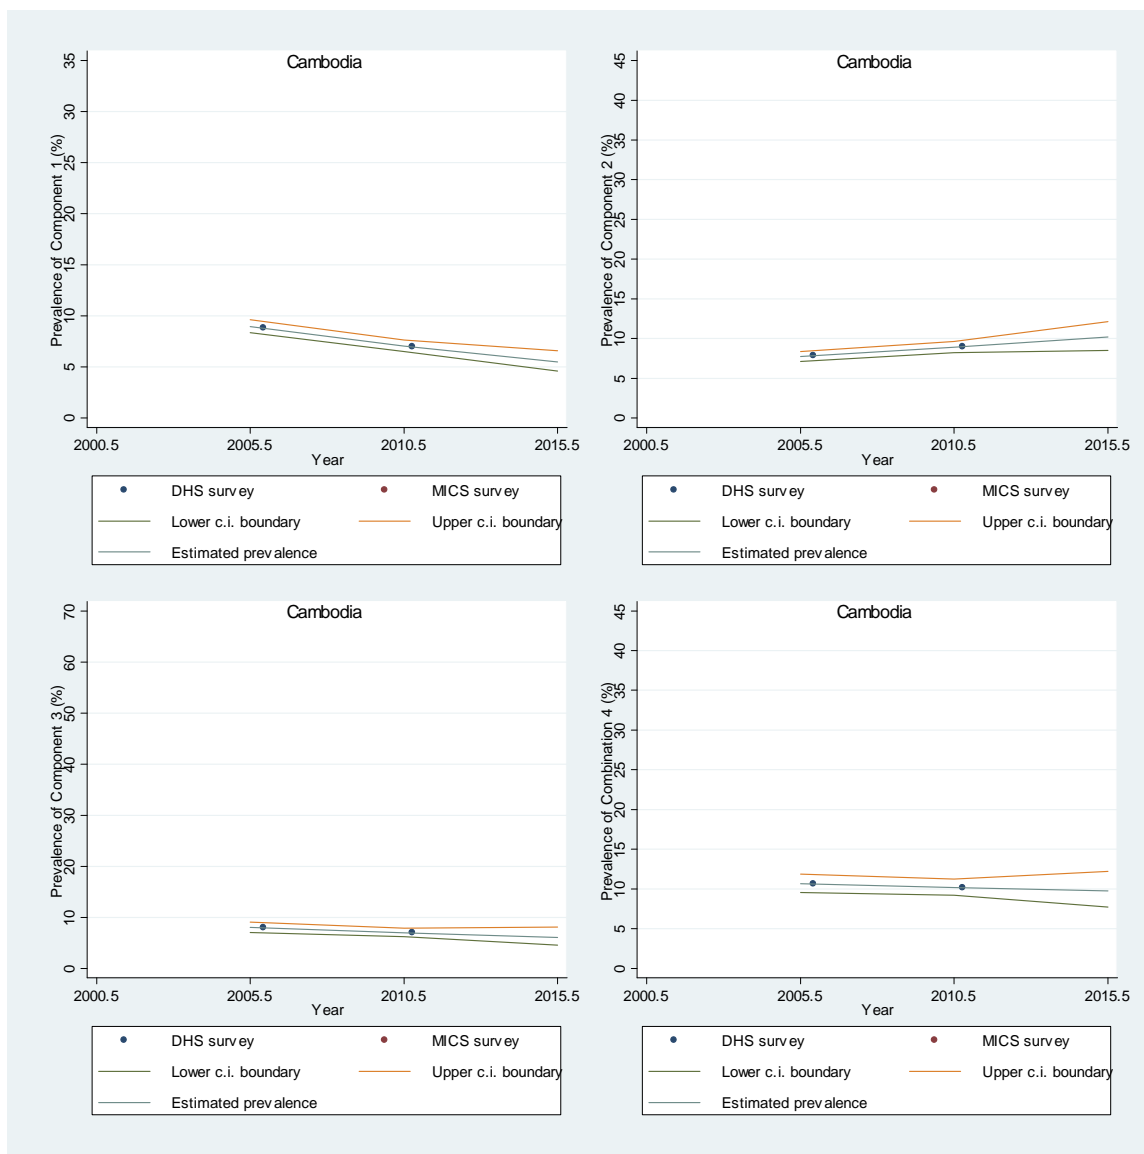 Cambodia
Prevalence of Component 1 (%)
35
30
25
20
15
10
5
0
2000.5 2005.5 2010.5 2015.5
Year
DHS survey MICS survey
Lower c.i. boundary Upper c.i. boundary
Estimated prevalence
Cambodia
Prevalence of Component 2 (%)
45
40
35
30
25
20
15
10
5
0
2000.5 2005.5 2010.5 2015.5
Year
DHS survey MICS survey
Lower c.i. boundary Upper c.i. boundary
Estimated prevalence
Cambodia
Prevalence of Component 3 (%)
70
60
50
40
30
20
10
0
2000.5 2005.5 2010.5 2015.5
Year
DHS survey MICS survey
Lower c.i. boundary Upper c.i. boundary
Estimated prevalence
Cambodia
Prevalence of Combination 4 (%)
45
40
35
30
25
20
15
10
5
0
2000.5 2005.5 2010.5 2015.5
Year
DHS survey MICS survey
Lower c.i. boundary Upper c.i. boundary
Estimated prevalence